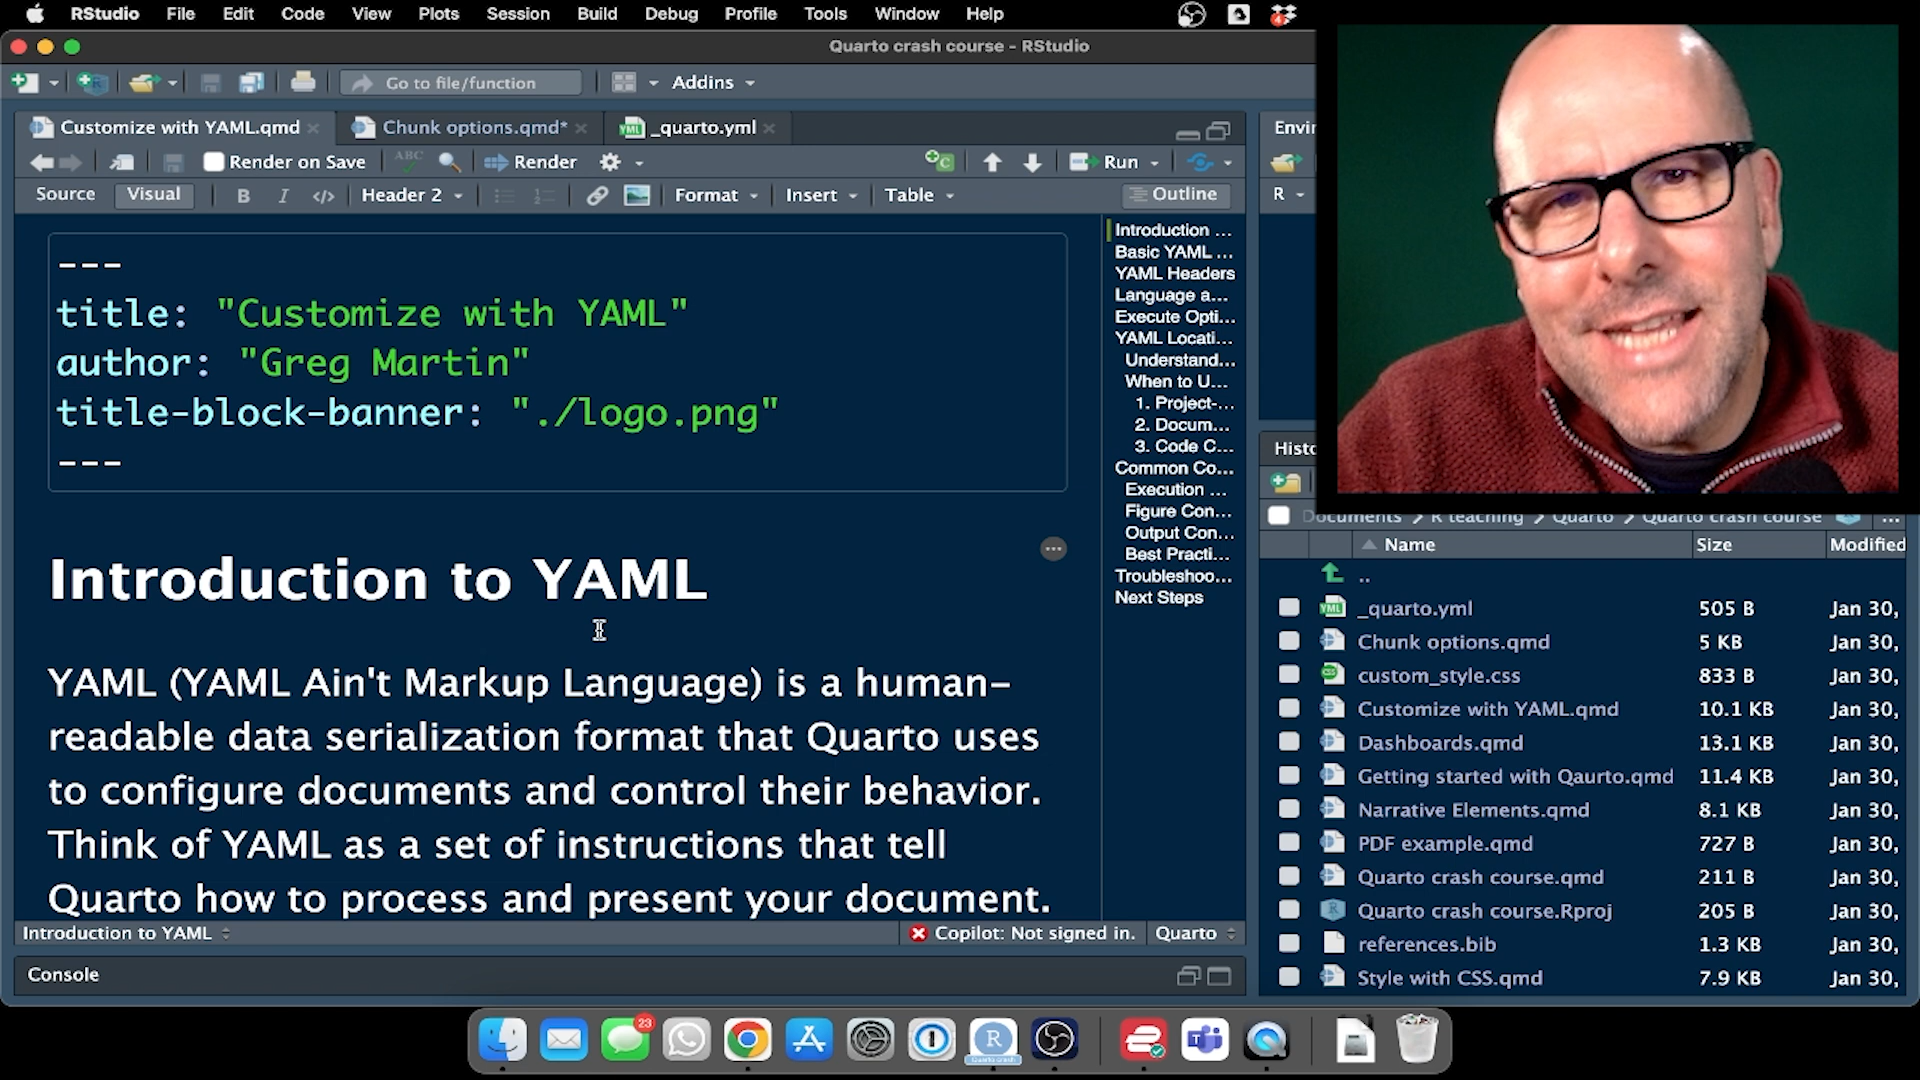 RStudio File Edit Code View Plots Session Build Debug Profile Tools Window Help
Quarto crash course - RStudio
Go to file/function Addins
Customize with YAML.qmd Chunk options.qmd* _quarto.yml
Render on Save ABC Render Run
Source Visual B I </> Header 2 Format Insert Table Outline
---
title: "Customize with YAML"
author: "Greg Martin"
title-block-banner: "./logo.png"
---
Introduction to YAML
YAML (YAML Ain't Markup Language) is a human-
readable data serialization format that Quarto uses
to configure documents and control their behavior.
Think of YAML as a set of instructions that tell
Quarto how to process and present your document.
Introduction ...
Basic YAML ...
YAML Headers
Language a...
Execute Opti...
YAML Locati...
Understand...
When to U...
1. Project-...
2. Docum...
3. Code C...
Common Co...
Execution ...
Figure Con...
Output Con...
Best Practi...
Troubleshoo...
Next Steps
Introduction to YAML Copilot: Not signed in. Quarto
Console
Envir
R
Histo
Documents > R teaching > Quarto > Quarto crash course ...
Name Size Modified
..
_quarto.yml 505 B Jan 30,
Chunk options.qmd 5 KB Jan 30,
custom_style.css 833 B Jan 30,
Customize with YAML.qmd 10.1 KB Jan 30,
Dashboards.qmd 13.1 KB Jan 30,
Getting started with Qaurto.qmd 11.4 KB Jan 30,
Narrative Elements.qmd 8.1 KB Jan 30,
PDF example.qmd 727 B Jan 30,
Quarto crash course.qmd 211 B Jan 30,
Quarto crash course.Rproj 205 B Jan 30,
references.bib 1.3 KB Jan 30,
Style with CSS.qmd 7.9 KB Jan 30,
23